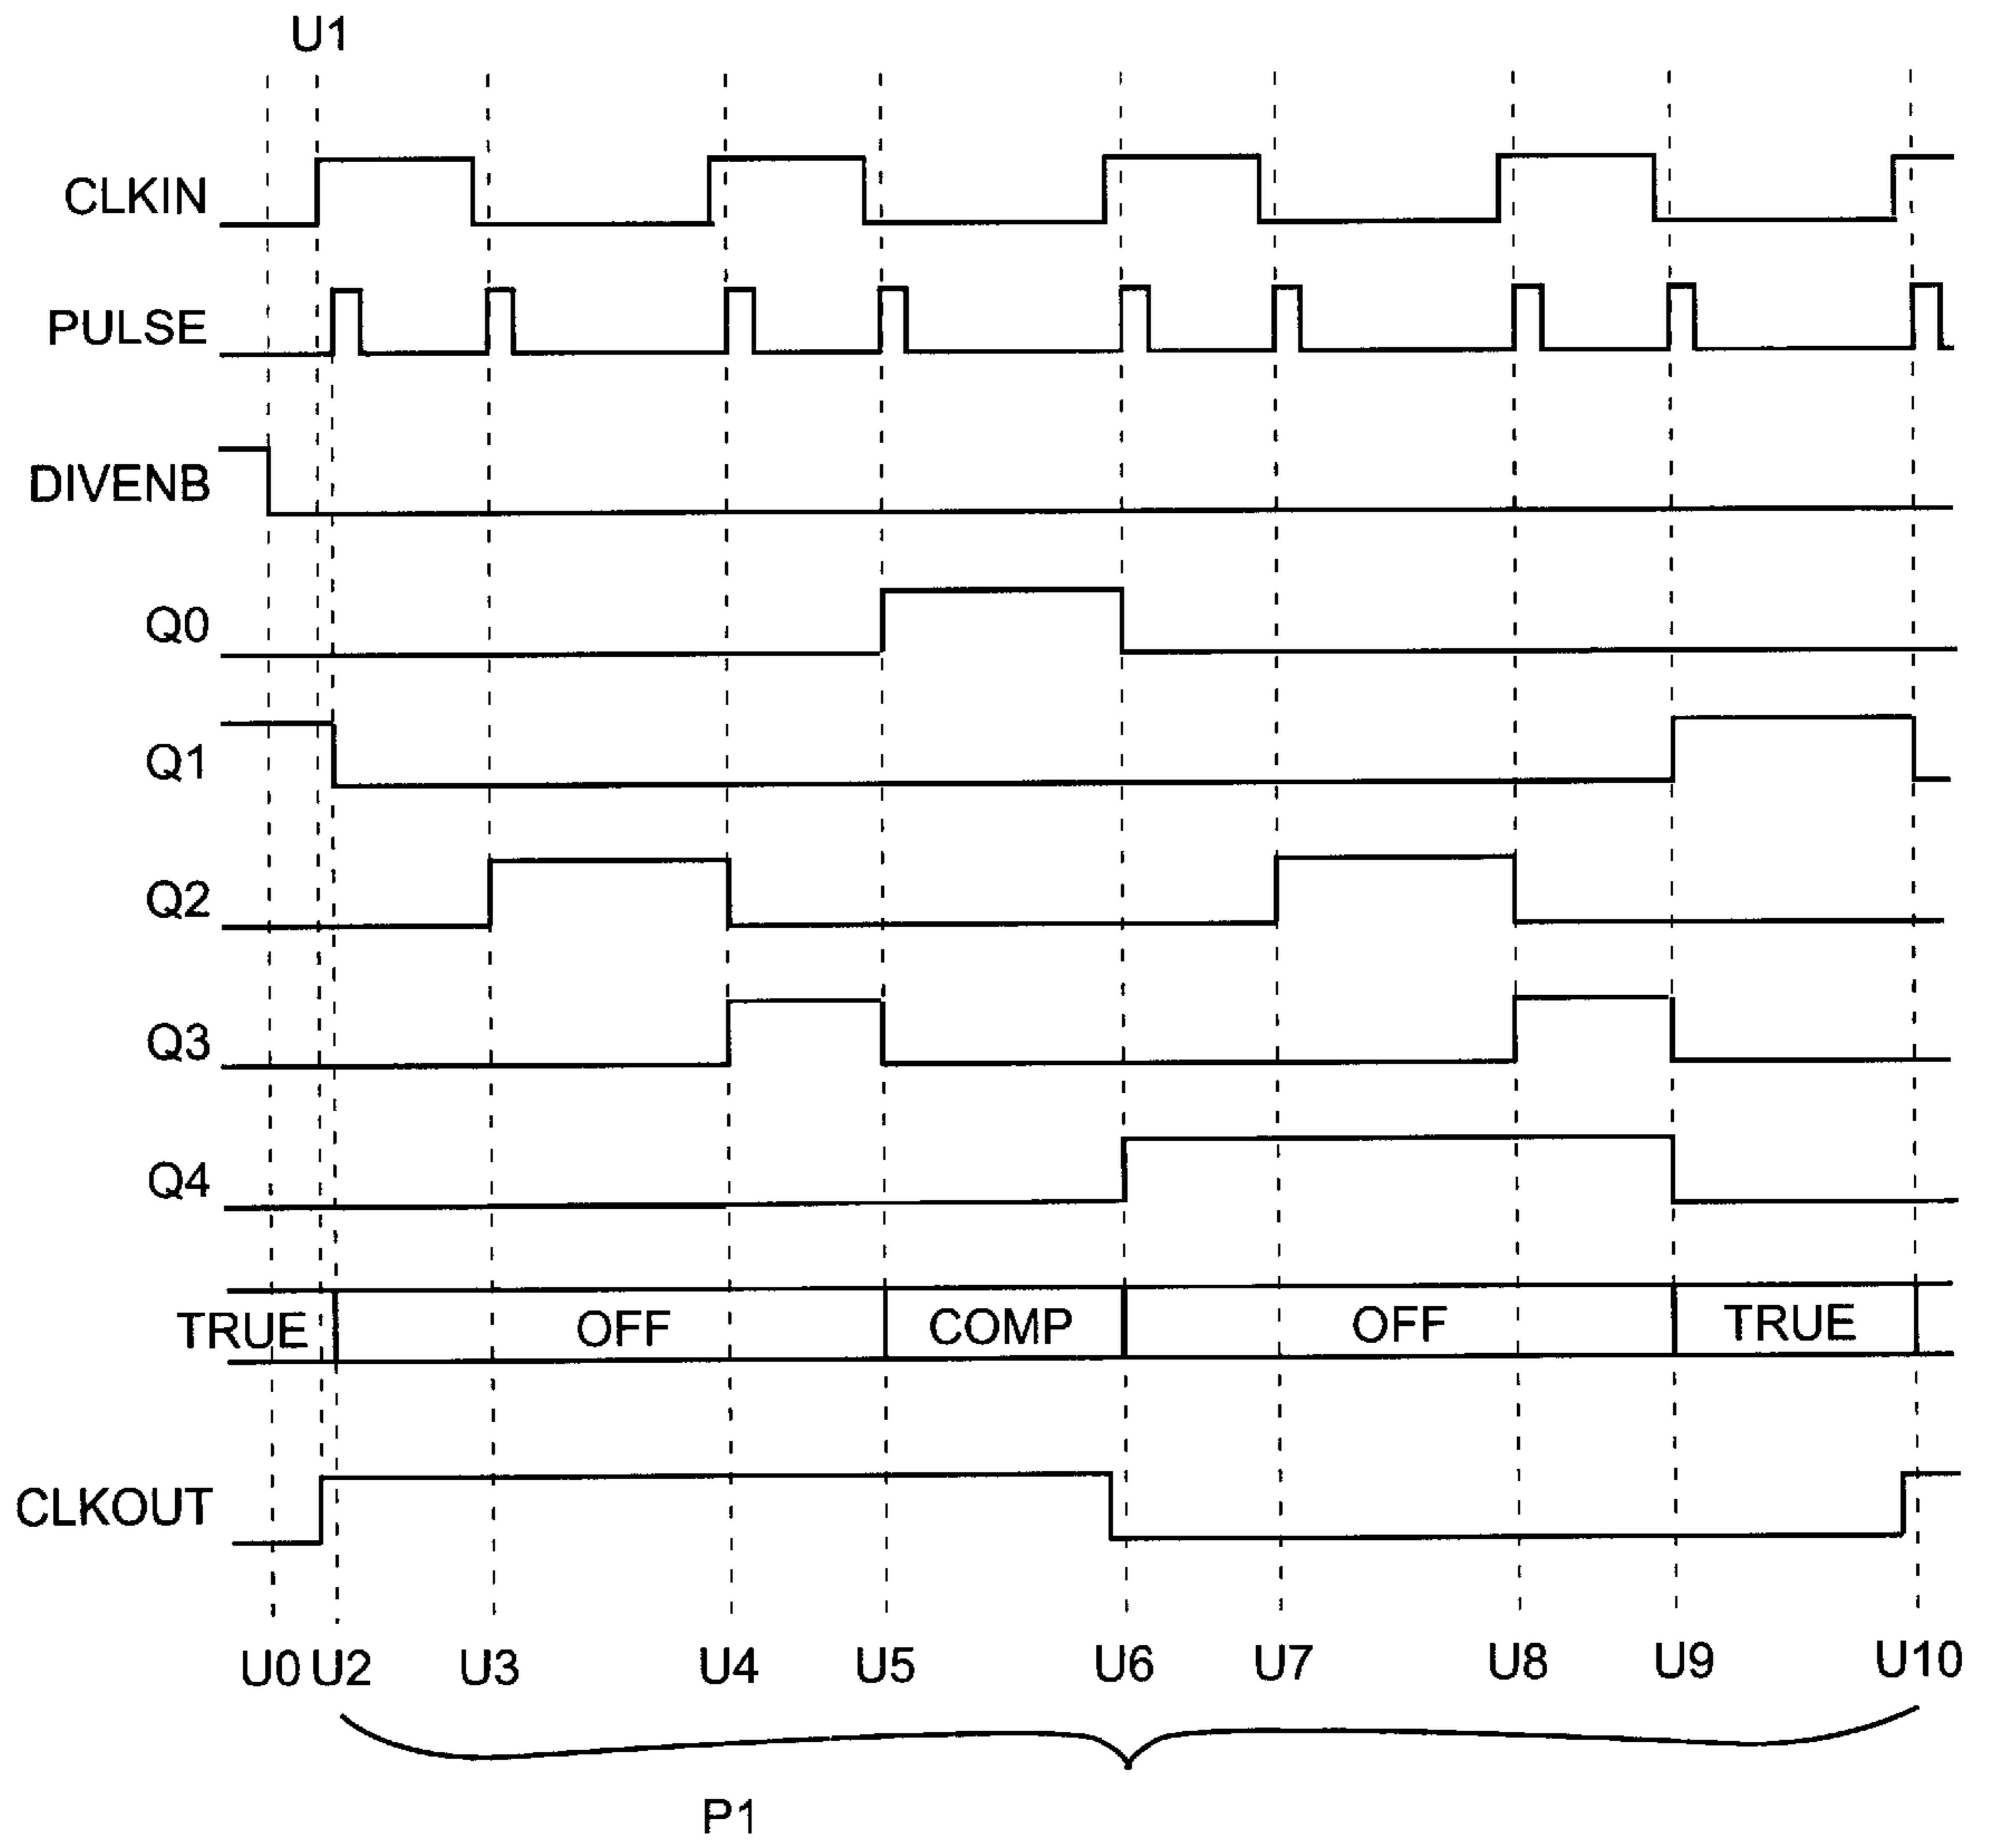 U1
CLKIN
PULSE
DIVENB
Q0
Q1
Q2
Q3
Q4
TRUE OFF COMP OFF TRUE
CLKOUT
U0 U2 U3 U4 U5 U6 U7 U8 U9 U10
P1